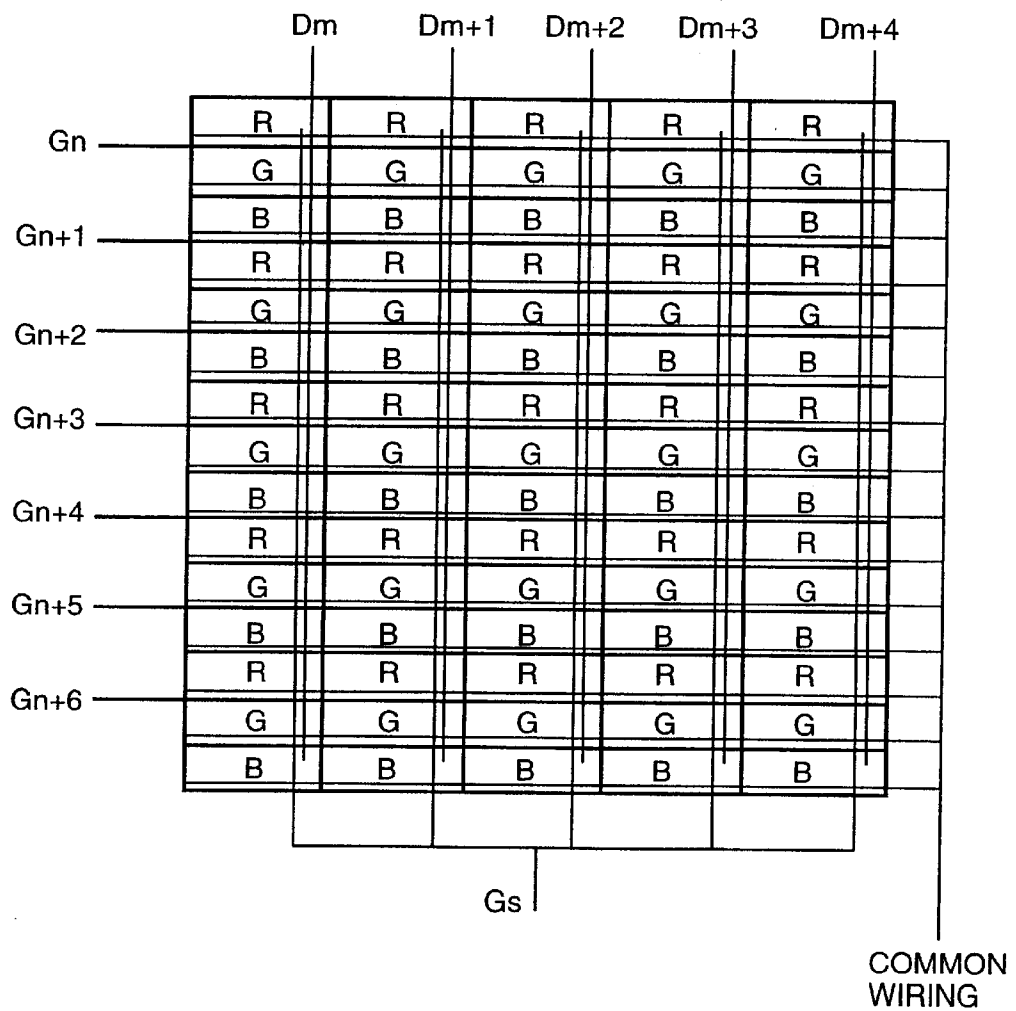 Dm Dm+1 Dm+2 Dm+3 Dm+4
R R R R R
Gn
G G G G G
B B B B B
Gn+1
R R R R R
G G G G G
Gn+2
B B B B B
R R R R R
Gn+3
G G G G G
B B B B B
Gn+4
R R R R R
G G G G G
Gn+5
B B B B B
R R R R R
Gn+6
G G G G G
B B B B B
Gs
COMMON
WIRING